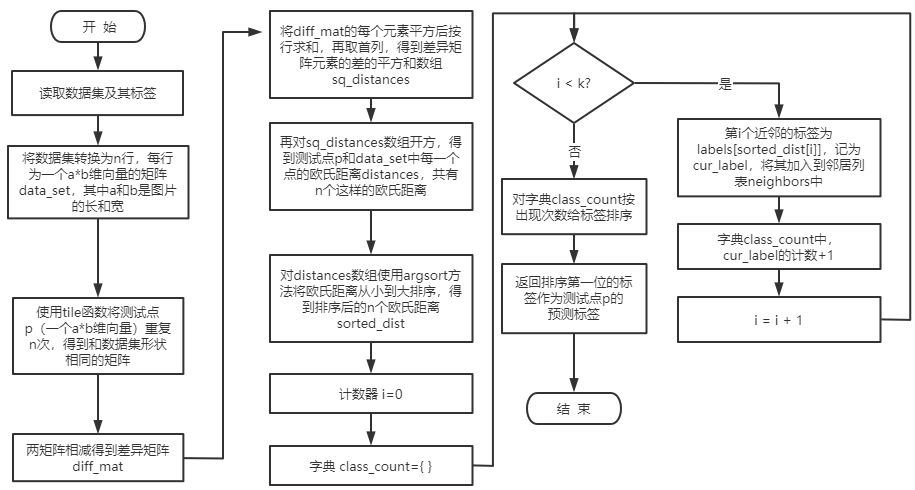 开 始
读取数据集及其标签
将数据集转换为n行，每行
为一个a*b维向量的矩阵
data_set，其中a和b是图片
的长和宽
使用tile函数将测试点
p（一个a*b维向量）重复
n次，得到和数据集形状
相同的矩阵
两矩阵相减得到差异矩阵
diff_mat
将diff_mat的每个元素平方后按
行求和，再取首列，得到差异矩
阵元素的差的平方和数组
sq_distances
再对sq_distances数组开方，得
到测试点p和data_set中每一个
点的欧氏距离distances，共有
n个这样的欧氏距离
对distances数组使用argsort方
法将欧氏距离从小到大排序，得
到排序后的n个欧氏距离
sorted_dist
计数器 i=0
字典 class_count={ }
i < k?
是
否
第i个近邻的标签为
labels[sorted_dist[i]]，记为
cur_label，将其加入到邻居列
表neighbors中
字典class_count中，
cur_label的计数+1
i = i + 1
对字典class_count按
出现次数给标签排序
返回排序第一位的标
签作为测试点p的
预测标签
结 束